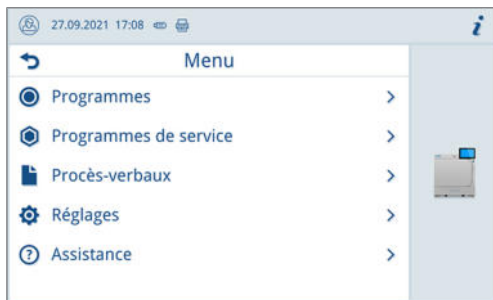 27.09.2021 17:08
i
Menu
Programmes
Programmes de service
Procès-verbaux
Réglages
Assistance